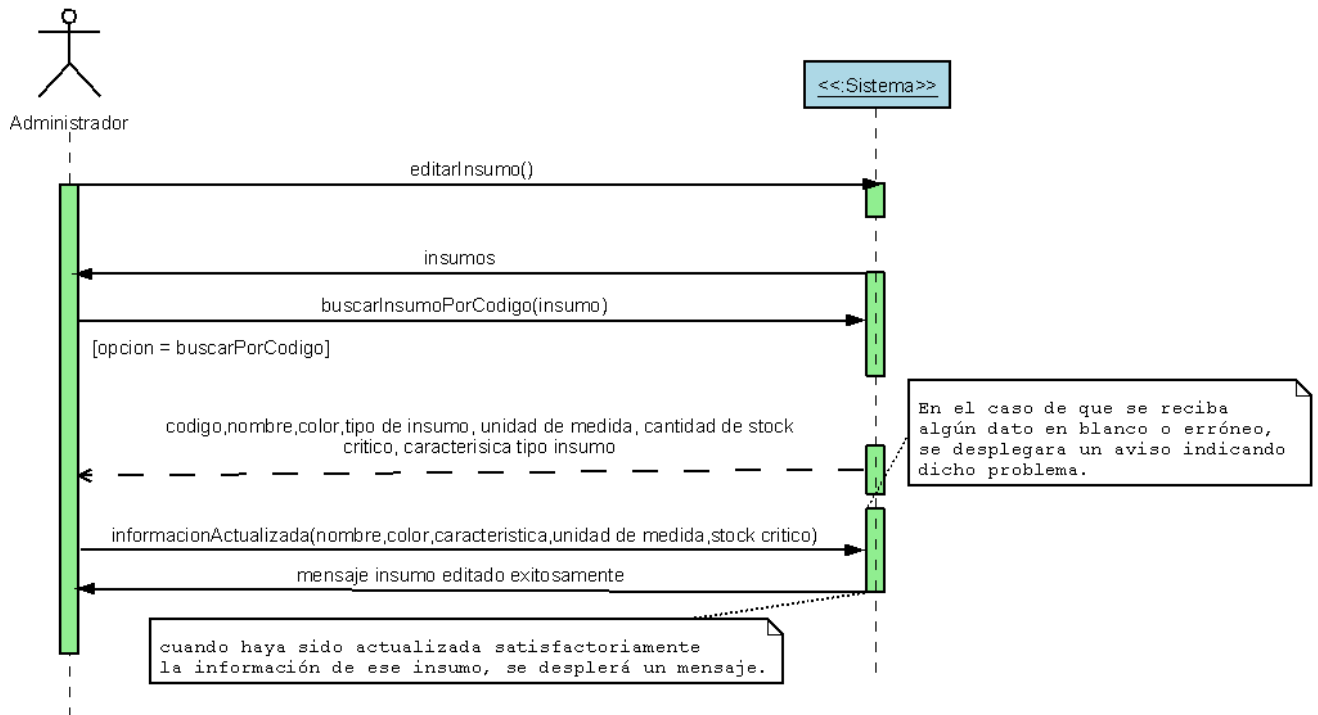 Administrador
<<:Sistema>>
editarInsumo()
insumos
buscarInsumoPorCodigo(insumo)
[opcion = buscarPorCodigo]
codigo,nombre,color,tipo de insumo, unidad de medida, cantidad de stock
critico, caracterisica tipo insumo
En el caso de que se reciba
algún dato en blanco o erróneo,
se desplegara un aviso indicando
dicho problema.
informacionActualizada(nombre,color,caracteristica,unidad de medida,stock critico)
mensaje insumo editado exitosamente
cuando haya sido actualizada satisfactoriamente
la información de ese insumo, se desplerá un mensaje.